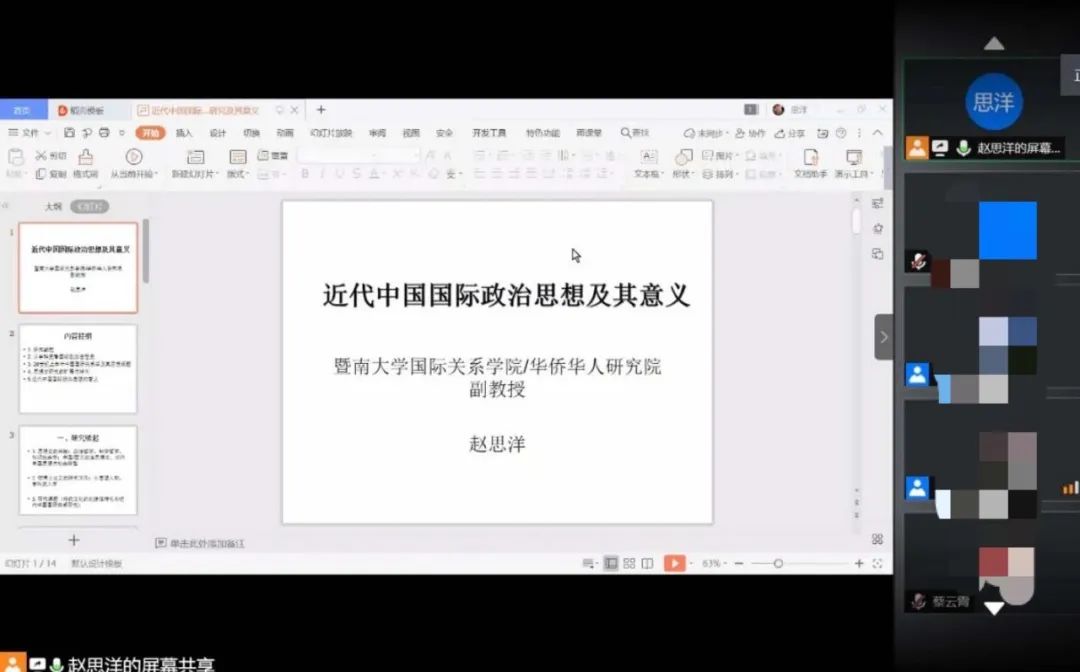 首页
稻壳模板
近代中国国际...研究及其意义
思洋
文件
开始
插入
设计
切换
动画
幻灯片放映
审阅
视图
安全
开发工具
特色功能
雨课堂
查找
未同步
协作
分享
剪切
复制
格式刷
从当前开始
新建幻灯片
版式
重置
文本框
形状
图片
排列
文档助手
演示工具
大纲
幻灯片
1
近代中国国际政治思想及其意义
赵思洋
2
内容提纲
3
一、研究缘起
近代中国国际政治思想及其意义
暨南大学国际关系学院/华侨华人研究院
副教授
赵思洋
单击此处添加备注
幻灯片 1 / 14
默认设计模板
63%
思洋
赵思洋的屏幕...
蔡云青
赵思洋的屏幕共享